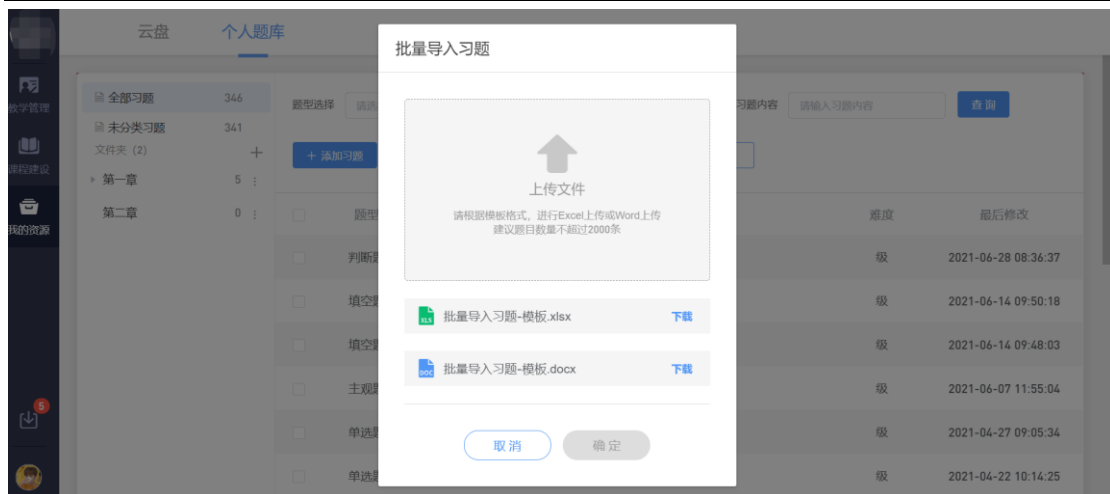 云盘
个人题库
批量导入习题
教学管理
课程建设
我的资源
5
全部习题 346
未分类习题 341
文件夹 (2) +
第一章 5
第二章 0
题型选择
习题内容 请输入习题内容 查询
+ 添加习题
上传文件
请根据模板格式，进行Excel上传或Word上传
建议题目数量不超过2000条
XLS 批量导入习题-模板.xlsx 下载
DOC 批量导入习题-模板.docx 下载
取消 确定
题型 难度 最后修改
判断题 级 2021-06-28 08:36:37
填空题 级 2021-06-14 09:50:18
填空题 级 2021-06-14 09:48:03
主观题 级 2021-06-07 11:55:04
单选题 级 2021-04-27 09:05:34
单选题 级 2021-04-22 10:14:25